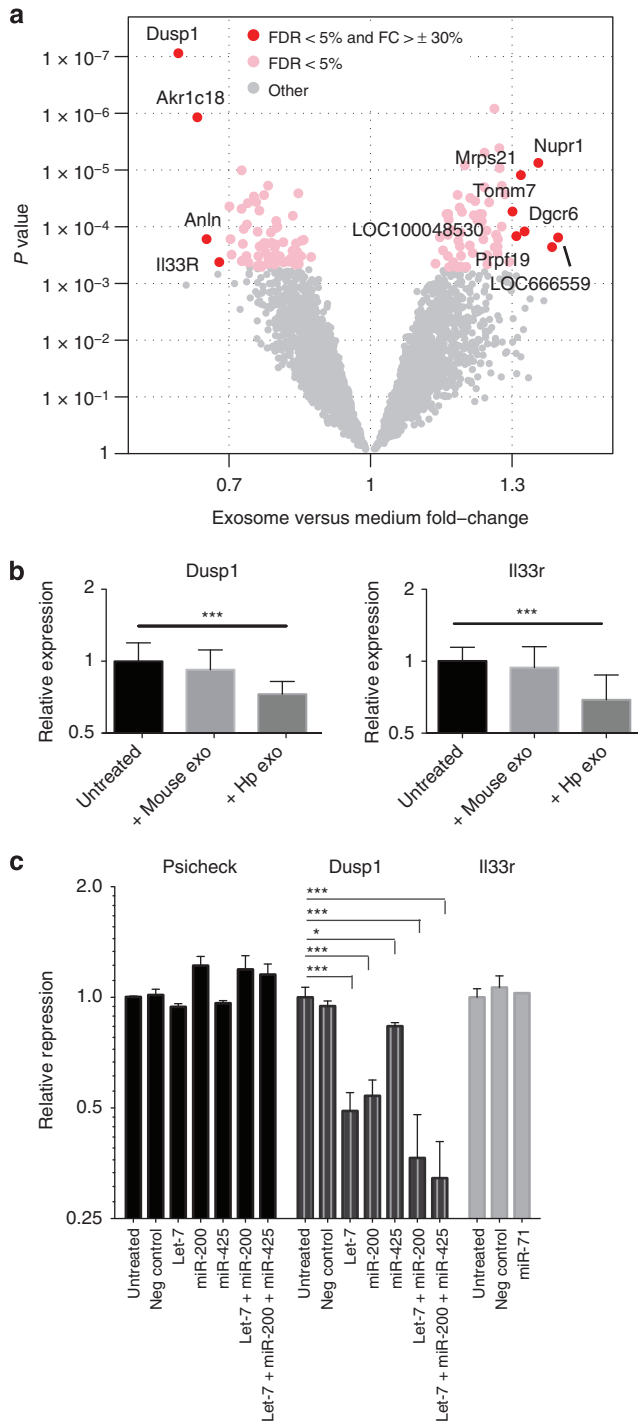 a
Dusp1
FDR < 5% and FC > ± 30%
FDR < 5%
Other
Akr1c18
Mrps21
Nupr1
Tomm7
Anln
LOC100048530
Dgcr6
Il33R
Prpf19
LOC666559
P value
1 × 10⁻⁷
1 × 10⁻⁶
1 × 10⁻⁵
1 × 10⁻⁴
1 × 10⁻³
1 × 10⁻²
1 × 10⁻¹
1
0.7
1
1.3
Exosome versus medium fold–change
b
Dusp1
Relative expression
2
1
0.5
***
Untreated
+ Mouse exo
+ Hp exo
Il33r
Relative expression
2
1
0.5
***
Untreated
+ Mouse exo
+ Hp exo
c
Psicheck
Dusp1
Il33r
Relative repression
2.0
1.0
0.5
0.25
***
***
*
***
***
Untreated
Neg control
Let-7
miR-200
miR-425
Let-7 + miR-200
Let-7 + miR-200 + miR-425
Untreated
Neg control
Let-7
miR-200
miR-425
Let-7 + miR-200
Let-7 + miR-200 + miR-425
Untreated
Neg control
miR-71